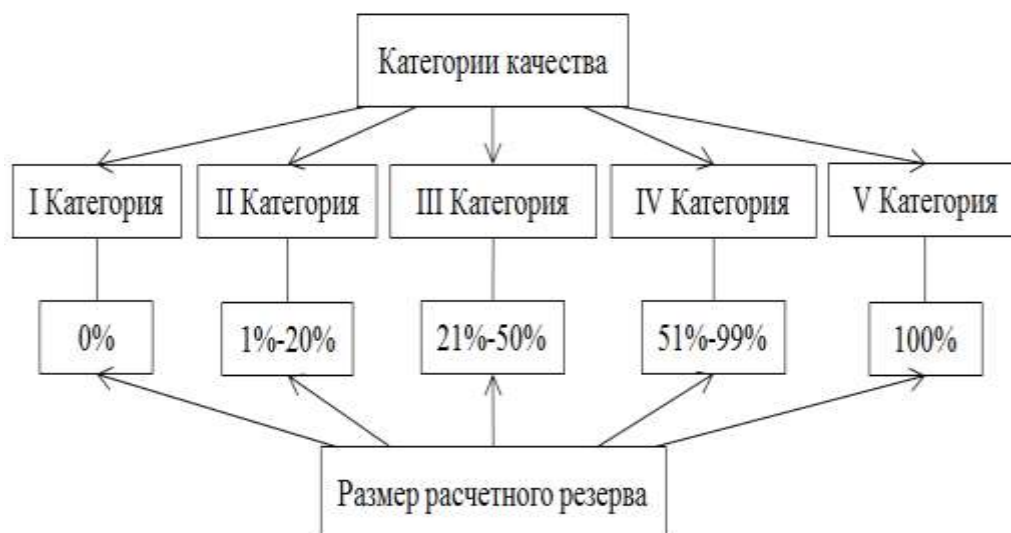 Категории качества
I Категория
II Категория
III Категория
IV Категория
V Категория
0%
1%-20%
21%-50%
51%-99%
100%
Размер расчетного резерва